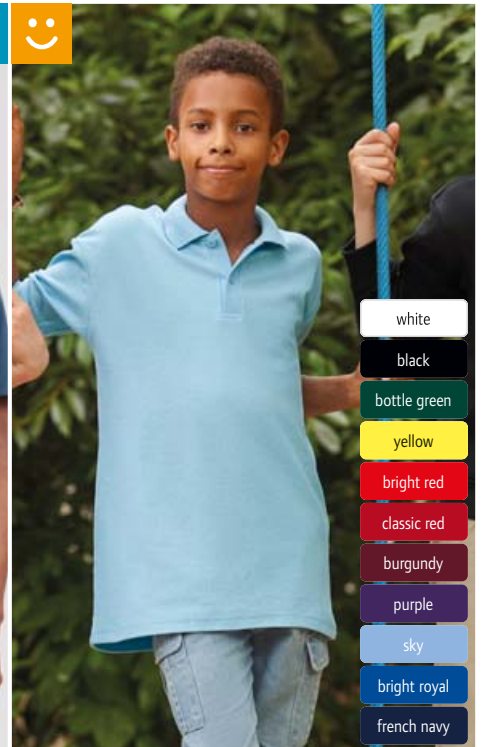 white
black
bottle green
yellow
bright red
classic red
burgundy
purple
sky
bright royal
french navy